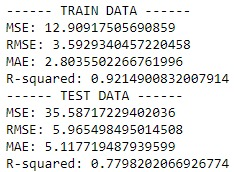 ------ TRAIN DATA ------
MSE: 12.90917505690859
RMSE: 3.5929340457220458
MAE: 2.8035502266761996
R-squared: 0.9214900832007914
------ TEST DATA ------
MSE: 35.58717229402036
RMSE: 5.965498495014508
MAE: 5.117719487939599
R-squared: 0.7798202066926774